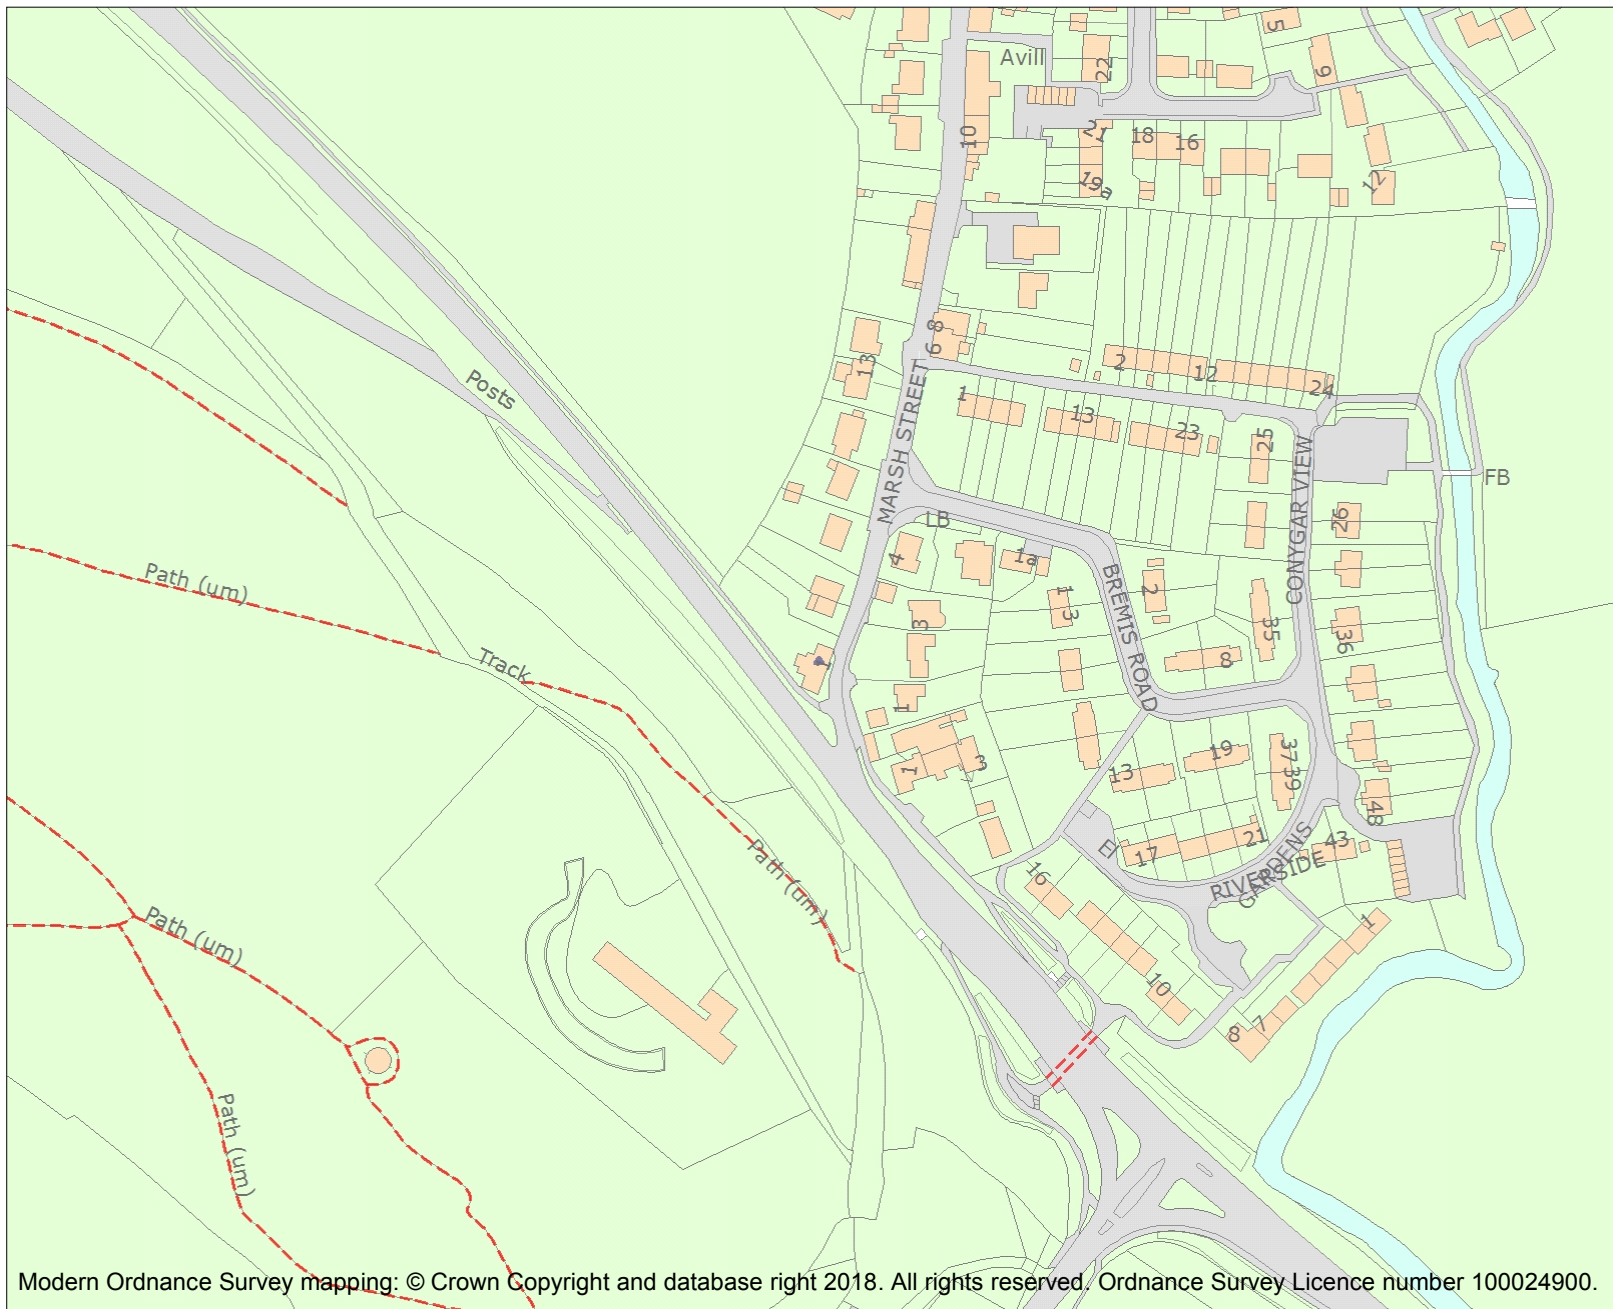 Avill
5
22
9
10
21
18
16
19a
12
8
9
13
2
12
24
Posts
1
13
23
25
MARSH STREET
CONYGAR VIEW
FB
LB
26
4
1a
Path (um)
BREMIS ROAD
1
3
2
3
35
36
8
Track
1
1
19
37
39
1
3
13
48
Path (um)
El
17
21
43
RIVERSIDE
GARDENS
16
Path (um)
1
10
8
7
Path (um)
Modern Ordnance Survey mapping: © Crown Copyright and database right 2018. All rights reserved. Ordnance Survey Licence number 100024900.